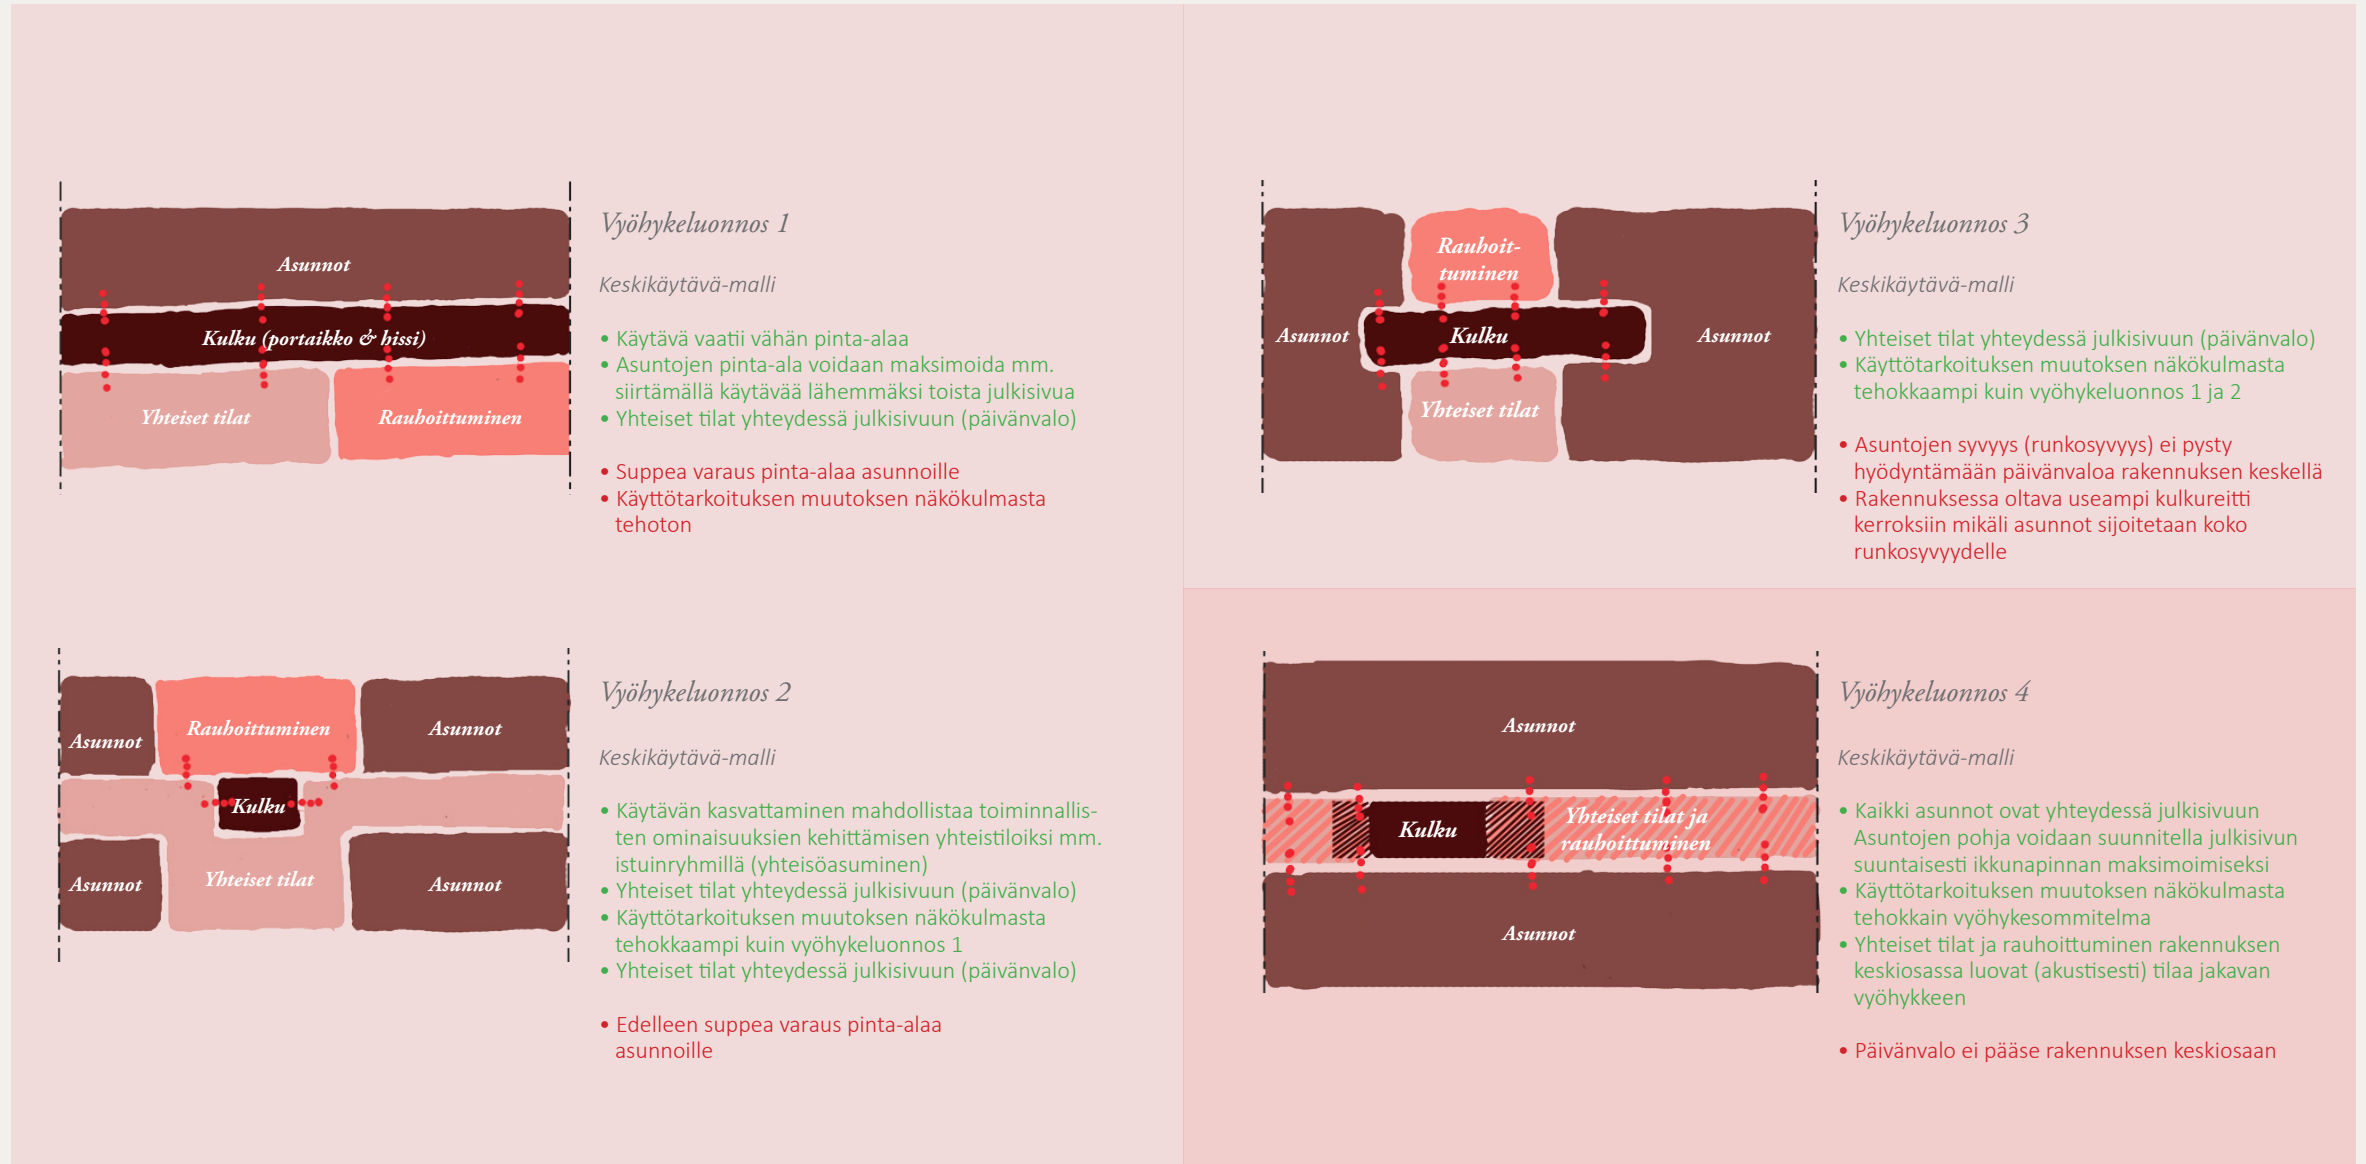 Asunnot
Kulku (portaikko & hissi)
Yhteiset tilat
Rauhoittuminen
Vyöhykeluonnos 1
Keskikäytävä-malli
• Käytävä vaatii vähän pinta-alaa
• Asuntojen pinta-ala voidaan maksimoida mm.
siirtämällä käytävää lähemmäksi toista julkisivua
• Yhteiset tilat yhteydessä julkisivuun (päivänvalo)
• Suppea varaus pinta-alaa asunnoille
• Käyttötarkoituksen muutoksen näkökulmasta
tehoton
Asunnot
Rauhoittuminen
Asunnot
Kulku
Asunnot
Yhteiset tilat
Asunnot
Vyöhykeluonnos 2
Keskikäytävä-malli
• Käytävän kasvattaminen mahdollistaa toiminnallis-
ten ominaisuuksien kehittämisen yhteistiloiksi mm.
istuinryhmillä (yhteisöasuminen)
• Yhteiset tilat yhteydessä julkisivuun (päivänvalo)
• Käyttötarkoituksen muutoksen näkökulmasta
tehokkaampi kuin vyöhykeluonnos 1
• Yhteiset tilat yhteydessä julkisivuun (päivänvalo)
• Edelleen suppea varaus pinta-alaa
asunnoille
Rauhoit-
tuminen
Asunnot
Kulku
Asunnot
Yhteiset tilat
Vyöhykeluonnos 3
Keskikäytävä-malli
• Yhteiset tilat yhteydessä julkisivuun (päivänvalo)
• Käyttötarkoituksen muutoksen näkökulmasta
tehokkaampi kuin vyöhykeluonnos 1 ja 2
• Asuntojen syvyys (runkosyvyys) ei pysty
hyödyntämään päivänvaloa rakennuksen keskellä
• Rakennuksessa oltava useampi kulkureitti
kerroksiin mikäli asunnot sijoitetaan koko
runkosyvyydelle
Asunnot
Kulku
Yhteiset tilat ja
rauhoittuminen
Asunnot
Vyöhykeluonnos 4
Keskikäytävä-malli
• Kaikki asunnot ovat yhteydessä julkisivuun
Asuntojen pohja voidaan suunnitella julkisivun
suuntaisesti ikkunapinnan maksimoimiseksi
• Käyttötarkoituksen muutoksen näkökulmasta
tehokkain vyöhykesommitelma
• Yhteiset tilat ja rauhoittuminen rakennuksen
keskiosassa luovat (akustisesti) tilaa jakavan
vyöhykkeen
• Päivänvalo ei pääse rakennuksen keskiosaan